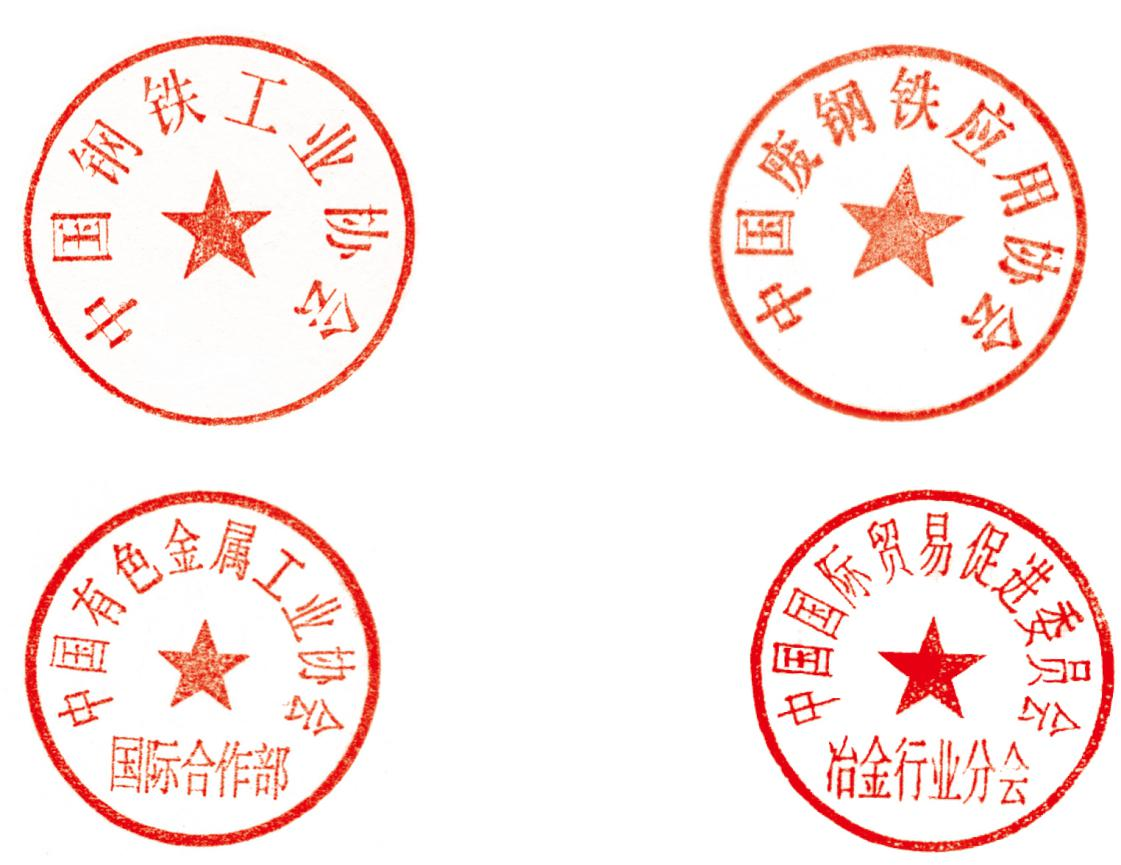 中国钢铁工业协会
中国废钢铁应用协会
中国有色金属工业协会
国际合作部
中国国际贸易促进委员会
冶金行业分会